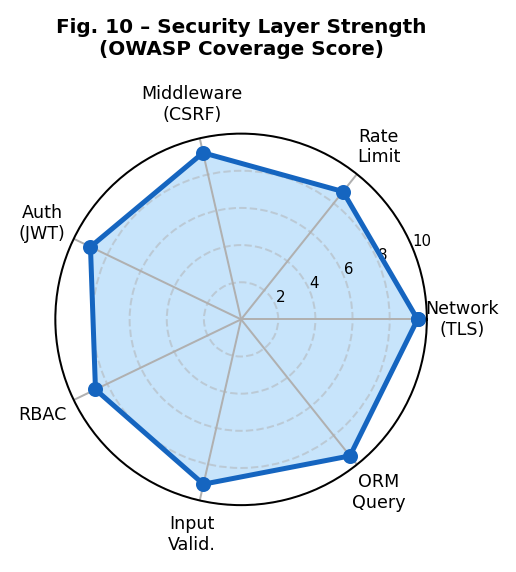 Fig. 10 – Security Layer Strength
(OWASP Coverage Score)
Middleware
(CSRF)
Rate
Limit
Auth
(JWT)
10
8
6
4
2
Network
(TLS)
RBAC
ORM
Query
Input
Valid.